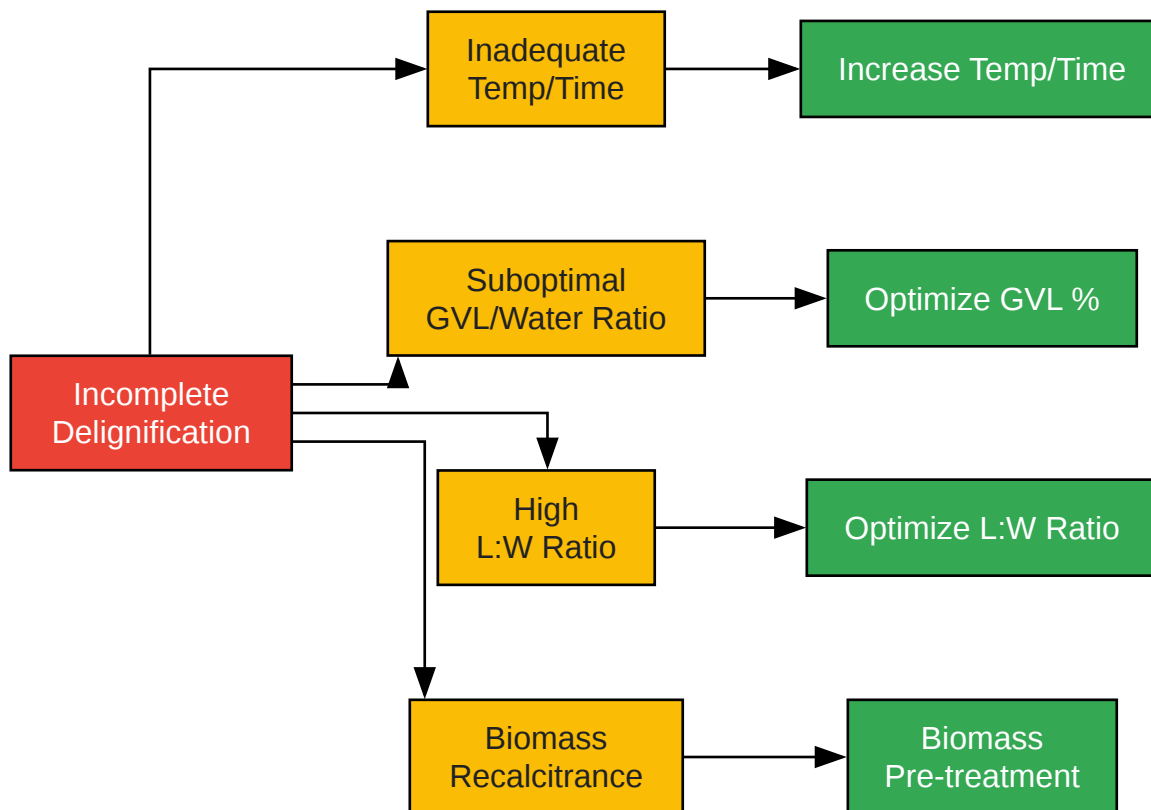 Inadequate
Temp/Time
Increase Temp/Time
Suboptimal
GVL/Water Ratio
Optimize GVL %
Incomplete
Delignification
High
L:W Ratio
Optimize L:W Ratio
Biomass
Recalcitrance
Biomass
Pre-treatment